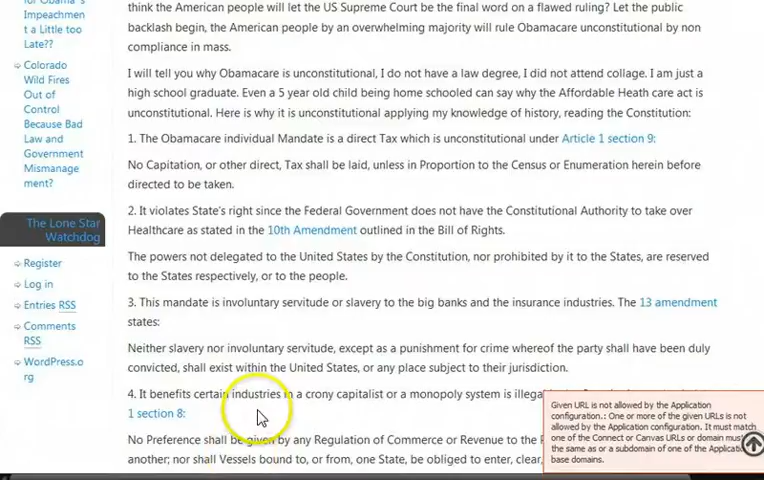 for Obama's
Impeachmen
t a Little too
Late??
Colorado
Wild Fires
Out of
Control
Because Bad
Law and
Government
Mismanage
ment?
The Lone Star
Watchdog
Register
Log in
Entries RSS
Comments
RSS
WordPress.o
rg
think the American people will let the US Supreme Court be the final word on a flawed ruling? Let the public
backlash begin, the American people by an overwhelming majority will rule Obamacare unconstitutional by non
compliance in mass.
I will tell you why Obamacare is unconstitutional, I do not have a law degree, I did not attend collage. I am just a
high school graduate. Even a 5 year old child being home schooled can say why the Affordable Heath care act is
unconstitutional. Here is why it is unconstitutional applying my knowledge of history, reading the Constitution:
1. The Obamacare individual Mandate is a direct Tax which is unconstitutional under Article 1 section 9:
No Capitation, or other direct, Tax shall be laid, unless in Proportion to the Census or Enumeration herein before
directed to be taken.
2. It violates State's right since the Federal Government does not have the Constitutional Authority to take over
Healthcare as stated in the 10th Amendment outlined in the Bill of Rights.
The powers not delegated to the United States by the Constitution, nor prohibited by it to the States, are reserved
to the States respectively, or to the people.
3. This mandate is involuntary servitude or slavery to the big banks and the insurance industries. The 13 amendment
states:
Neither slavery nor involuntary servitude, except as a punishment for crime whereof the party shall have been duly
convicted, shall exist within the United States, or any place subject to their jurisdiction.
4. It benefits certain industries in a crony capitalist or a monopoly system is illega
1 section 8:
No Preference shall be given by any Regulation of Commerce or Revenue to the
another; nor shall Vessels bound to, or from, one State, be obliged to enter, clear,
Given URL is not allowed by the Application
configuration.: One or more of the given URLs is not
allowed by the Application configuration. It must match
one of the Connect or Canvas URLs or domain must
the same as or a subdomain of one of the Applicatio
base domains.